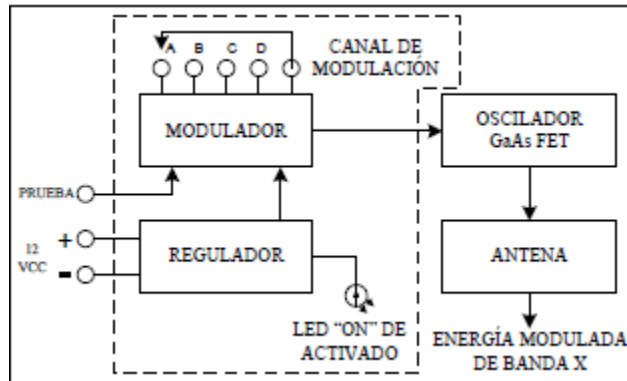 A B C D
CANAL DE
MODULACIÓN
MODULADOR
OSCILADOR
GaAs FET
PRUEBA
12
VCC
+
-
REGULADOR
ANTENA
LED “ON” DE
ACTIVADO
ENERGÍA MODULADA
DE BANDA X